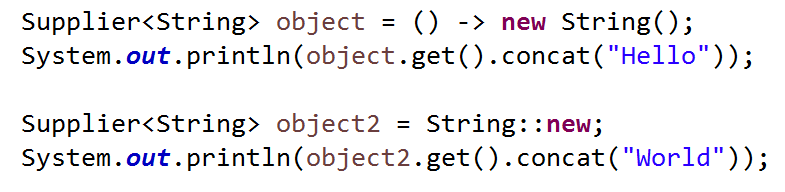 Supplier<String> object = () -> new String();
System.out.println(object.get().concat("Hello"));
Supplier<String> object2 = String::new;
System.out.println(object2.get().concat("World"));